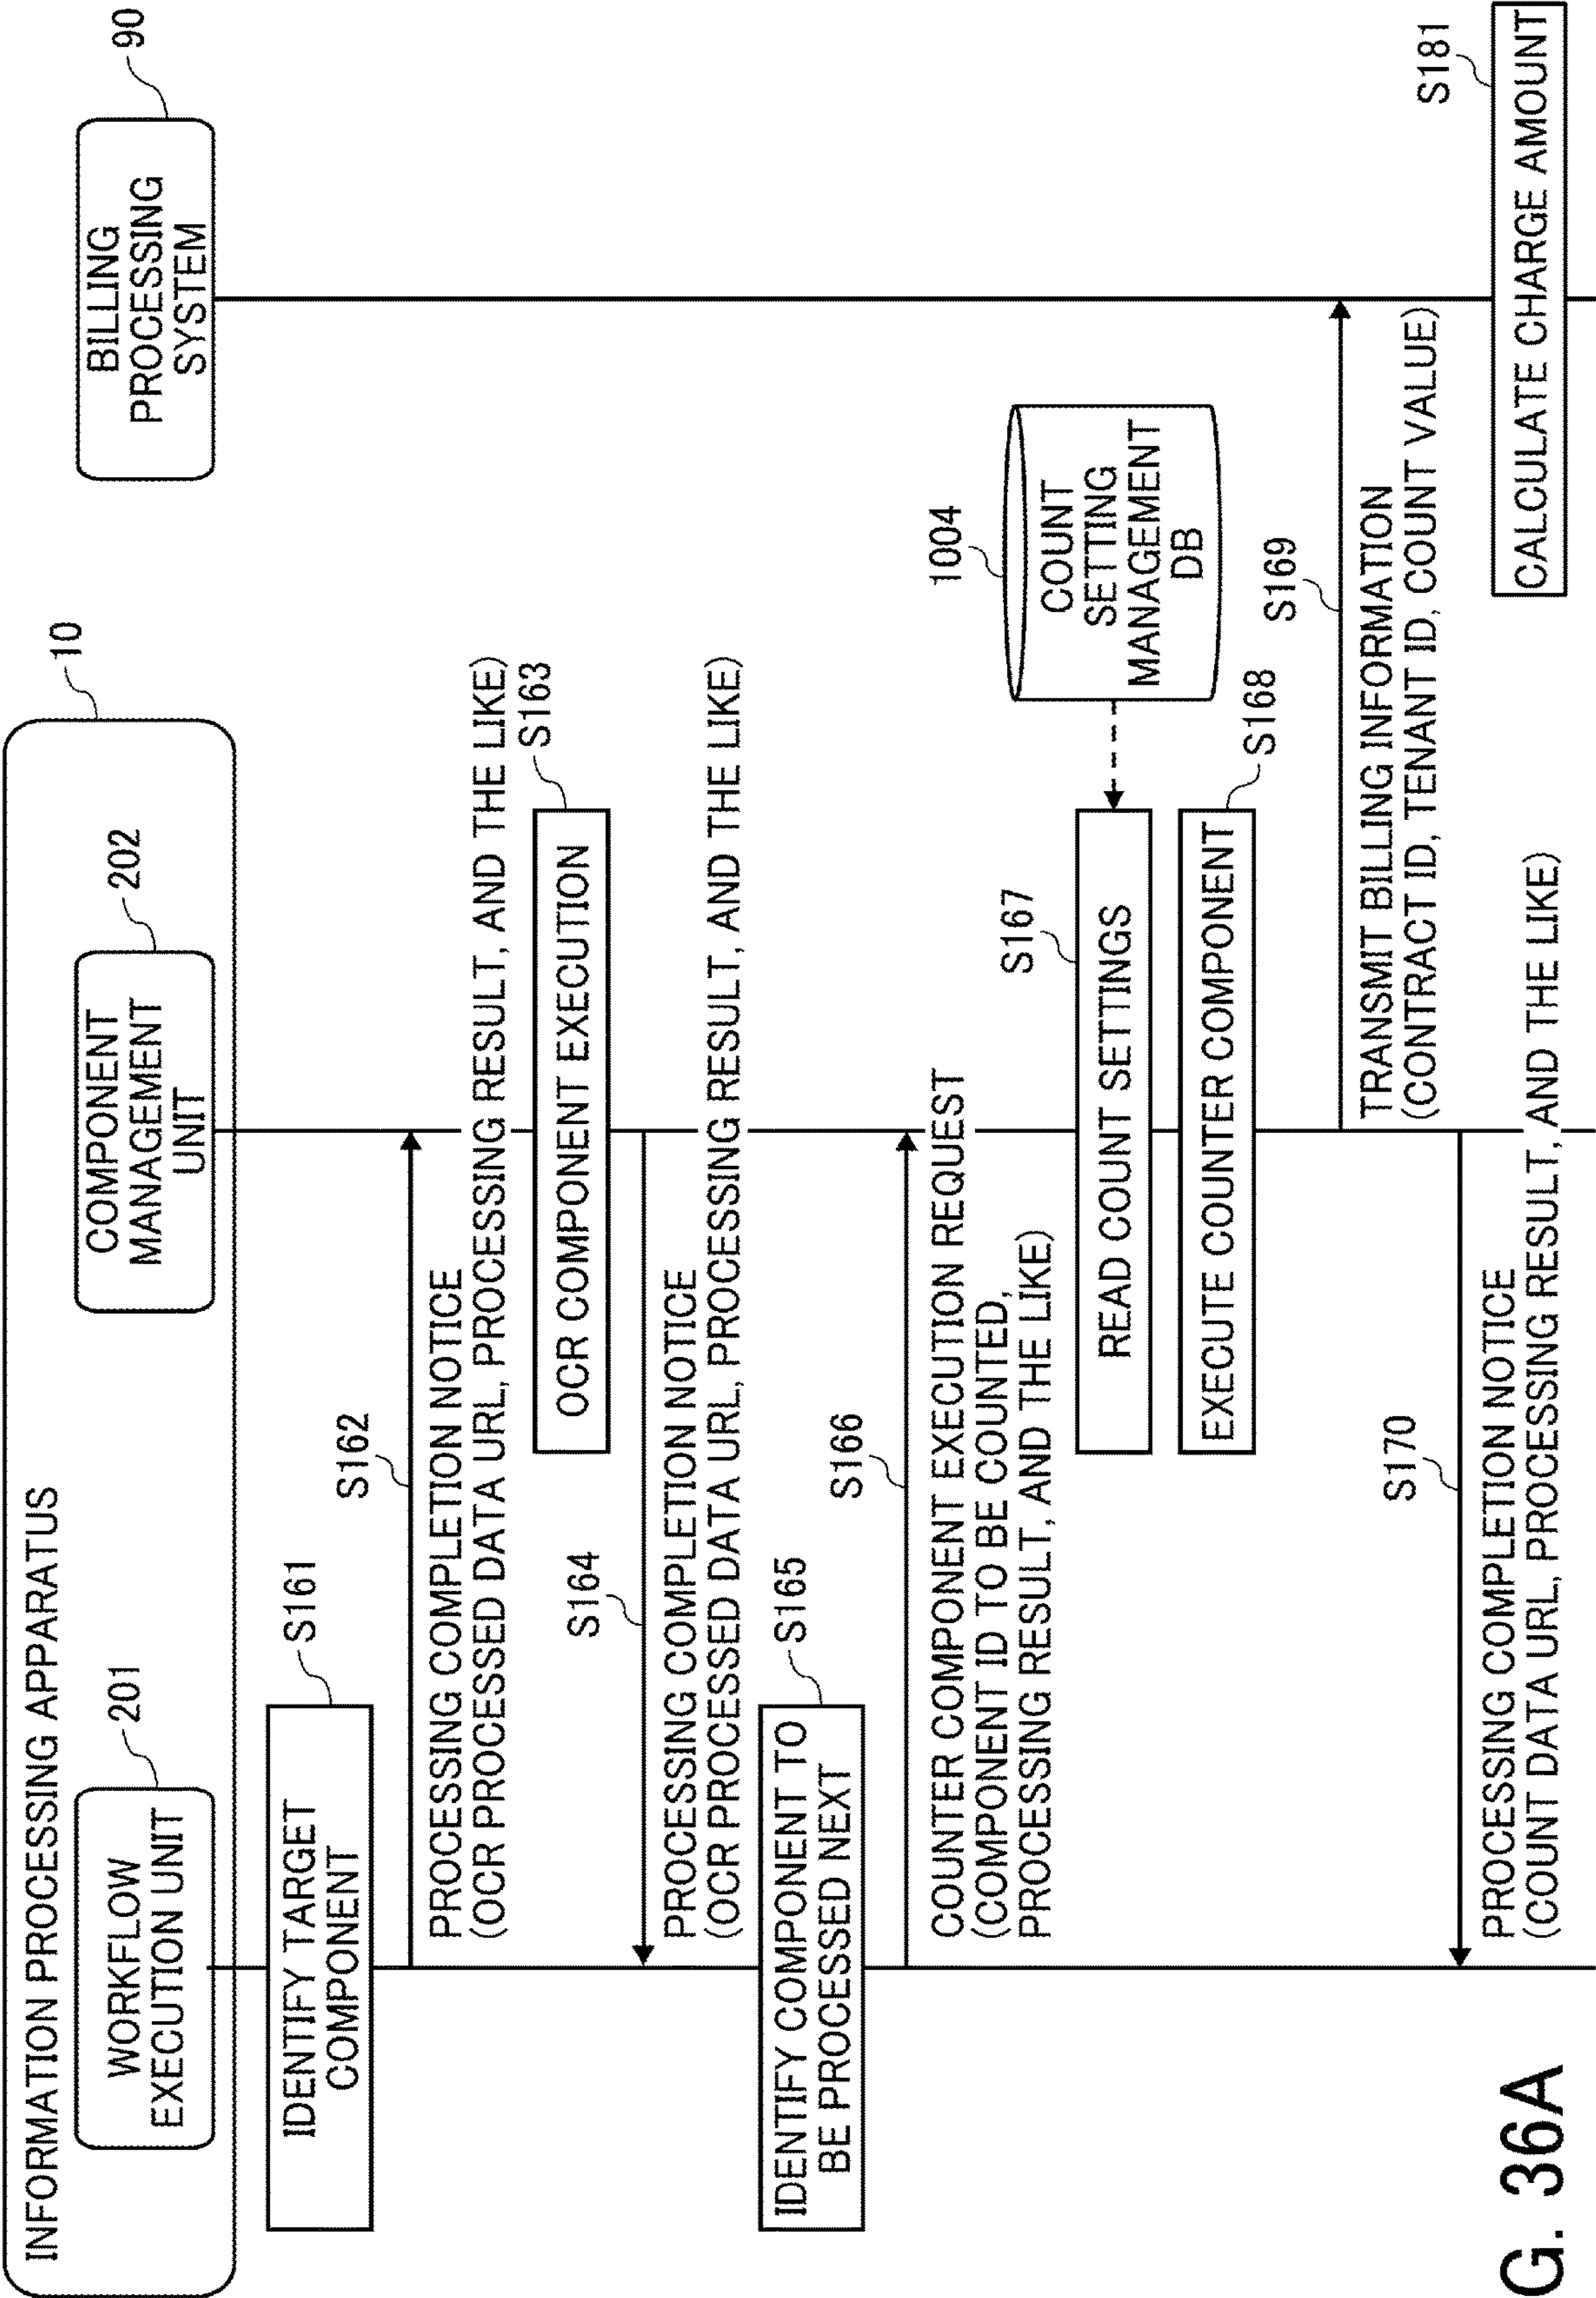 INFORMATION PROCESSING APPARATUS
10
WORKFLOW
EXECUTION UNIT
201
COMPONENT
MANAGEMENT
UNIT
202
BILLING
PROCESSING
SYSTEM
90
IDENTIFY TARGET
COMPONENT
S161
S162
PROCESSING COMPLETION NOTICE
(OCR PROCESSED DATA URL, PROCESSING RESULT, AND THE LIKE)
S163
OCR COMPONENT EXECUTION
S164
PROCESSING COMPLETION NOTICE
(OCR PROCESSED DATA URL, PROCESSING RESULT, AND THE LIKE)
S165
IDENTIFY COMPONENT TO
BE PROCESSED NEXT
S166
COUNTER COMPONENT EXECUTION REQUEST
(COMPONENT ID TO BE COUNTED,
PROCESSING RESULT, AND THE LIKE)
1004
COUNT
SETTING
MANAGEMENT
DB
S167
READ COUNT SETTINGS
S168
EXECUTE COUNTER COMPONENT
S169
TRANSMIT BILLING INFORMATION
(CONTRACT ID, TENANT ID, COUNT VALUE)
S170
PROCESSING COMPLETION NOTICE
(COUNT DATA URL, PROCESSING RESULT, AND THE LIKE)
S181
CALCULATE CHARGE AMOUNT
G. 36A